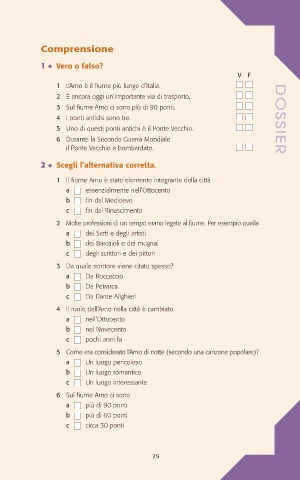 Comprensione
1 ◆ Vero o falso?
V F
1 L'Arno è il fiume più lungo d'Italia.
2 È ancora oggi un'importante via di trasporto.
3 Sul fiume Arno ci sono più di 90 ponti.
4 I ponti antichi sono tre.
5 Uno di questi ponti antichi è il Ponte Vecchio.
6 Durante la Seconda Guerra Mondiale
il Ponte Vecchio è bombardato.
DOSSIER
2 ◆ Scegli l'alternativa corretta.
1 Il fiume Arno è stato elemento integrante della città
a essenzialmente nell'Ottocento
b fin dal Medioevo
c fin dal Rinascimento
2 Molte professioni di un tempo erano legate al fiume. Per esempio quella
a dei Sarti e degli artisti
b dei Barcaioli e dei mugnai
c degli scrittori e dei pittori
3 Da quale scrittore viene citato spesso?
a Da Boccaccio
b Da Petrarca
c Da Dante Alighieri
4 Il ruolo dell'Arno nella città è cambiato
a nell'Ottocento
b nel Novecento
c pochi anni fa
5 Come era considerato l'Arno di notte (secondo una canzone popolare)?
a Un luogo pericoloso
b Un luogo romantico
c Un luogo interessante
6 Sul fiume Arno ci sono
a più di 90 ponti
b più di 60 ponti
c circa 30 ponti
75